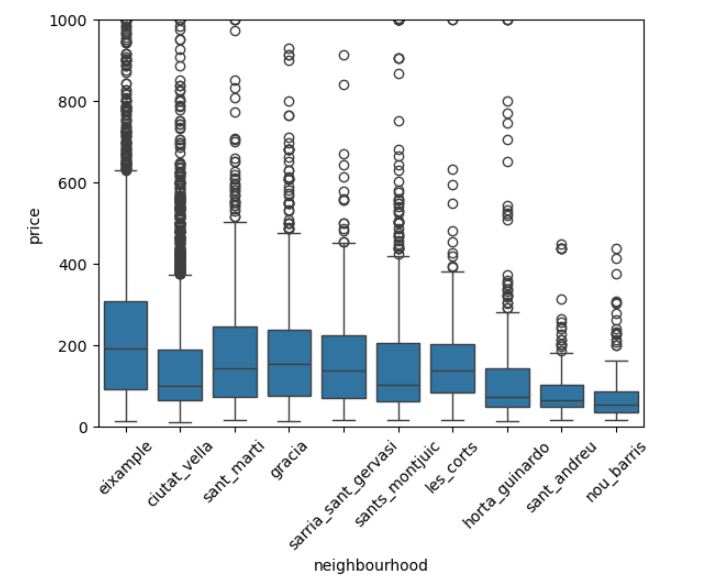 1000
800
600
400
200
0
price
eixample
ciutat_vella
sant_marti
gracia
sarria_sant_gervasi
sants_montjuic
les_corts
horta_guinardo
sant_andreu
nou_barris
neighbourhood